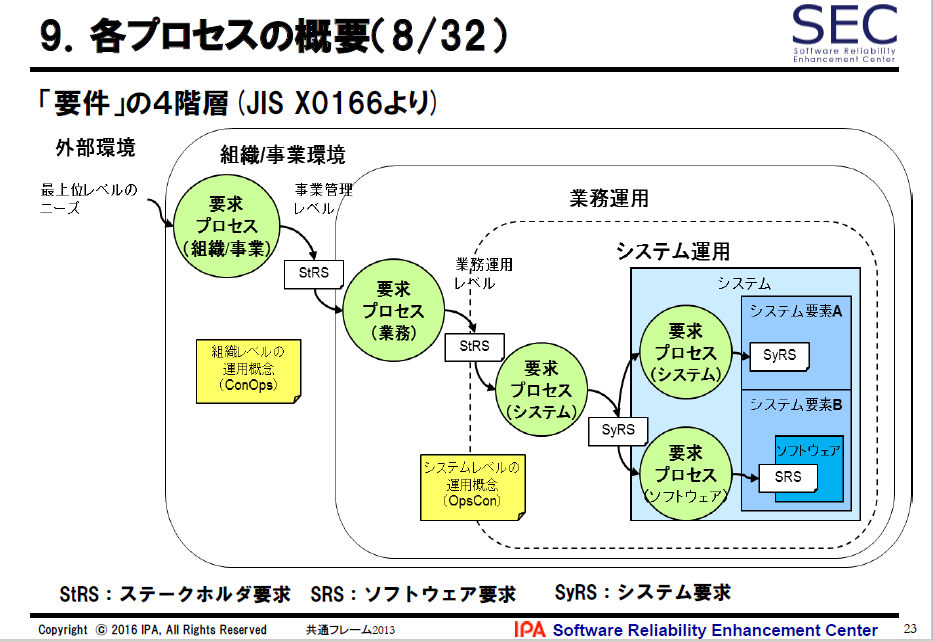 9．各プロセスの概要（8/32）
SEC
Software Reliability
Enhancement Center
「要件」の４階層（JIS X0166より）
外部環境
組織/事業環境
最上位レベルの
ニーズ
事業管理
レベル
業務運用
要求
プロセス
（組織/事業）
StRS
業務運用
レベル
システム運用
要求
プロセス
（業務）
StRS
システム
システム要素A
要求
プロセス
（システム）
SyRS
組織レベルの
運用概念
（ConOps）
要求
プロセス
（システム）
SyRS
システム要素B
システムレベルの
運用概念
（OpsCon）
要求
プロセス
（ソフトウェア）
ソフトウェア
SRS
StRS：ステークホルダ要求　SRS：ソフトウェア要求　SyRS：システム要求
Copyright © 2016 IPA, All Rights Reserved
共通フレーム2013
IPA Software Reliability Enhancement Center
23